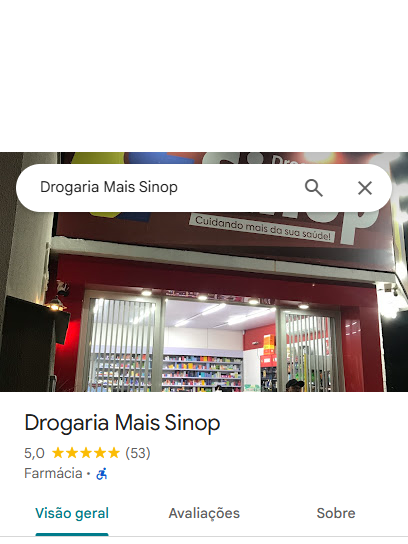 Drogaria Mais Sinop
Cuidando mais da sua saúde!
Drogaria Mais Sinop
5,0 (53)
Farmácia ·
Visão geral
Avaliações
Sobre